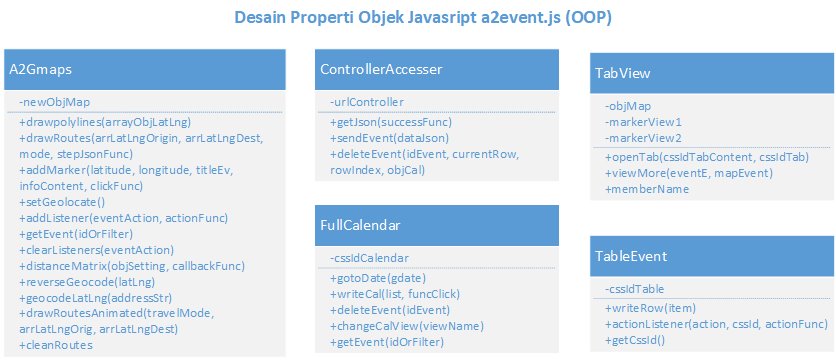 Desain Properti Objek Javasript a2event.js (OOP)
A2Gmaps
-newObjMap
+drawpolylines(arrayObjLatLng)
+drawRoutes(arrLatLngOrigin, arrLatLngDest,
mode, stepJsonFunc)
+addMarker(latitude, longitude, titleEv,
infoContent, clickFunc)
+setGeolocate()
+addListener(eventAction, actionFunc)
+getEvent(idOrFilter)
+clearListeners(eventAction)
+distanceMatrix(objSetting, callbackFunc)
+reverseGeocode(latLng)
+geocodeLatLng(addressStr)
+drawRoutesAnimated(travelMode,
arrLatLngOrig, arrLatLngDest)
+cleanRoutes
ControllerAccesser
-urlController
+getJson(successFunc)
+sendEvent(dataJson)
+deleteEvent(idEvent, currentRow,
rowIndex, objCal)
FullCalendar
-cssIdCalendar
+gotoDate(gdate)
+writeCal(list, funcClick)
+deleteEvent(idEvent)
+changeCalView(viewName)
+getEvent(idOrFilter)
TabView
-objMap
-markerView1
-markerView2
+openTab(cssIdTabContent, cssIdTab)
+viewMore(eventE, mapEvent)
+memberName
TableEvent
-cssIdTable
+writeRow(item)
+actionListener(action, cssId, actionFunc)
+getCssId()